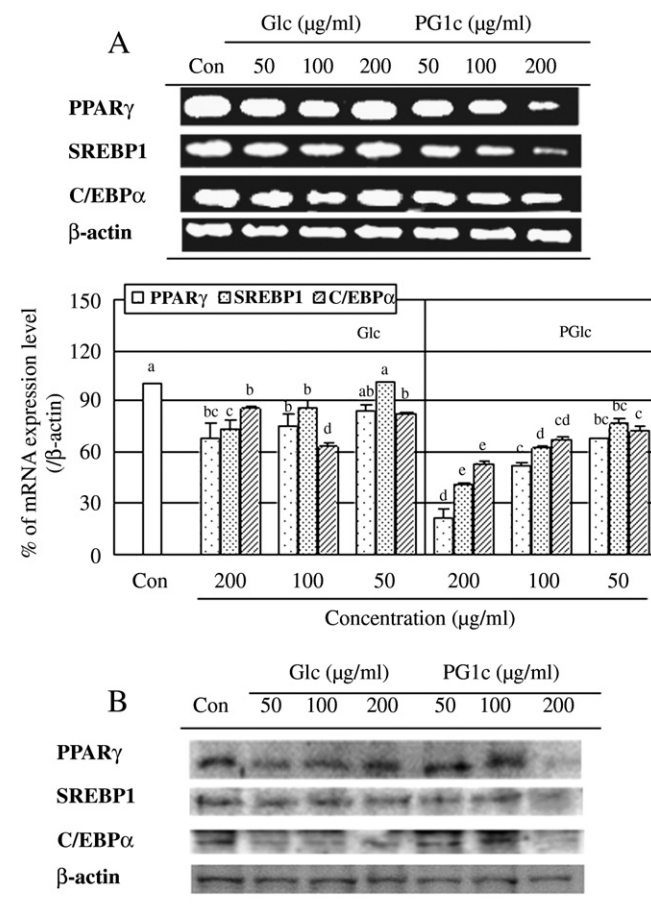 A
Glc (µg/ml) PG1c (µg/ml)
Con 50 100 200 50 100 200
PPARγ
SREBP1
C/EBPα
β-actin
% of mRNA expression level
(/β-actin)
150
120
90
60
30
0
PPARγ SREBP1 C/EBPα
Glc PGlc
a
bc c b
b b d
ab a b
d e e
c d cd
bc bc c
Con 200 100 50 200 100 50
Concentration (µg/ml)
B
Glc (µg/ml) PG1c (µg/ml)
Con 50 100 200 50 100 200
PPARγ
SREBP1
C/EBPα
β-actin